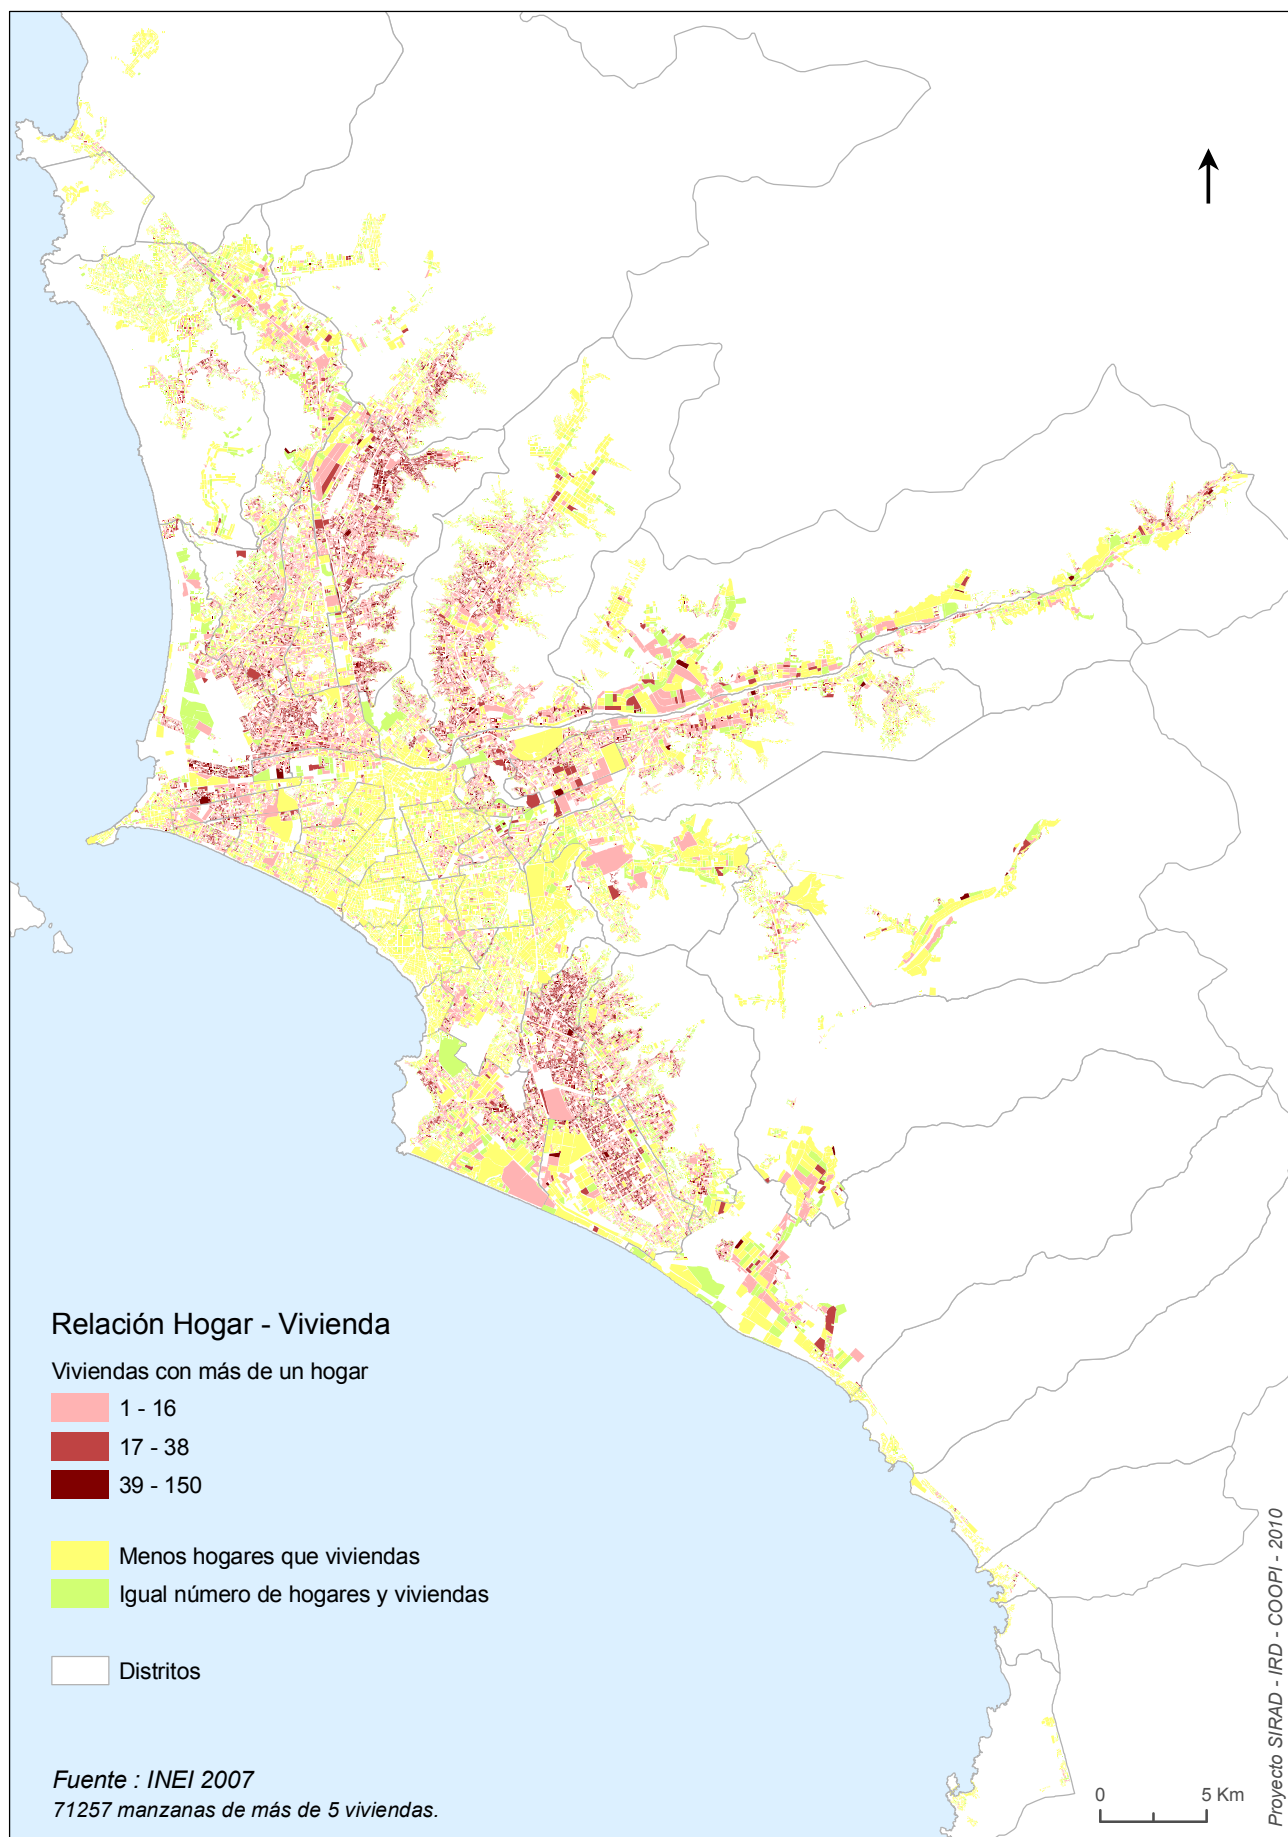 Relación Hogar - Vivienda
Viviendas con más de un hogar
1 - 16
17 - 38
39 - 150
Menos hogares que viviendas
Igual número de hogares y viviendas
Distritos
Fuente : INEI 2007
71257 manzanas de más de 5 viviendas.
0 5 Km
Proyecto SIRAD - IRD - COOPI - 2010